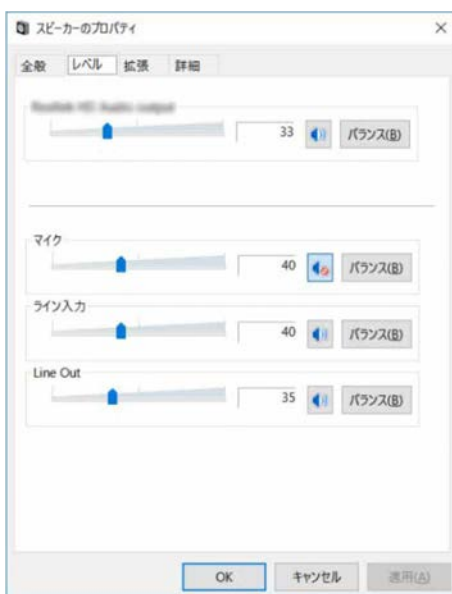 スピーカーのプロパティ
全般 レベル 拡張 詳細
33 バランス(B)
マイク
40 バランス(B)
ライン入力
40 バランス(B)
Line Out
35 バランス(B)
OK キャンセル 適用(A)